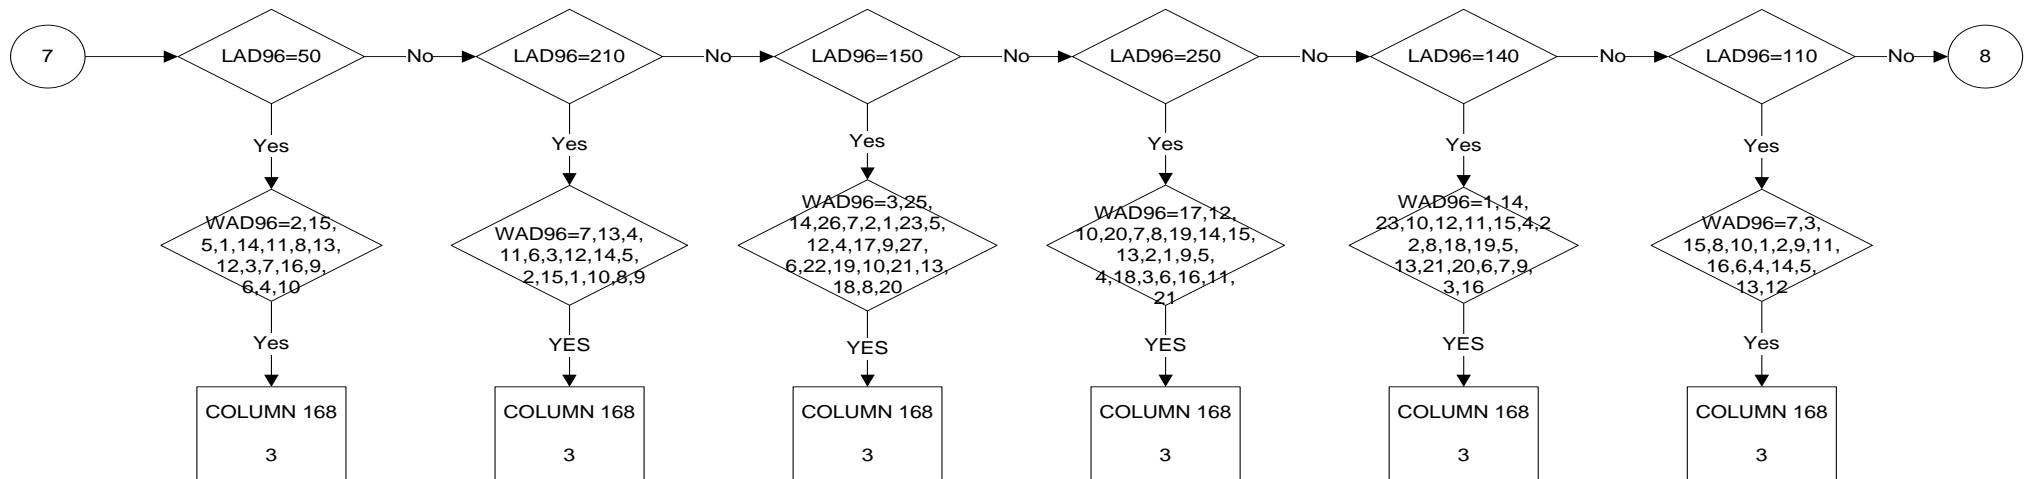 7
LAD96=50
No
LAD96=210
No
LAD96=150
No
LAD96=250
No
LAD96=140
No
LAD96=110
No
8
Yes
Yes
Yes
Yes
Yes
Yes
WAD96=2,15,
5,1,14,11,8,13,
12,3,7,16,9,
6,4,10
WAD96=7,13,4,
11,6,3,12,14,5,
2,15,1,10,8,9
WAD96=3,25,
14,26,7,2,1,23,5,
12,4,17,9,27,
6,22,19,10,21,13,
18,8,20
WAD96=17,12,
10,20,7,8,19,14,15,
13,2,1,9,5,
4,18,3,6,16,11,
21
WAD96=1,14,
23,10,12,11,15,4,2
2,8,18,19,5,
13,21,20,6,7,9,
3,16
WAD96=7,3,
15,8,10,1,2,9,11,
16,6,4,14,5,
13,12
Yes
YES
YES
YES
YES
Yes
COLUMN 168
3
COLUMN 168
3
COLUMN 168
3
COLUMN 168
3
COLUMN 168
3
COLUMN 168
3